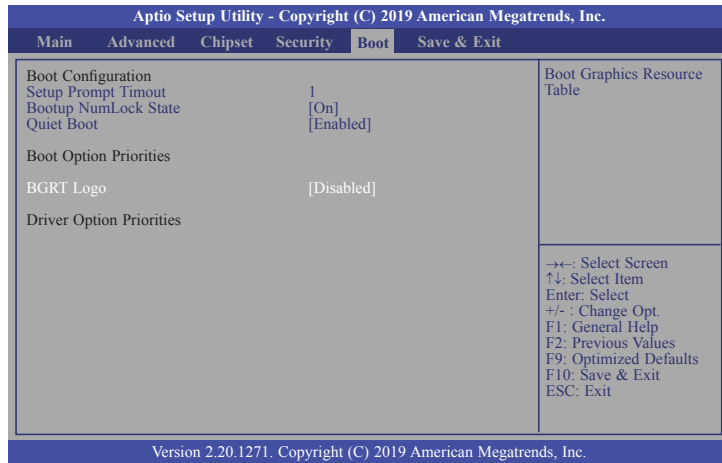 Aptio Setup Utility - Copyright (C) 2019 American Megatrends, Inc.
Main Advanced Chipset Security Boot Save & Exit
Boot Configuration
Setup Prompt Timout 1
Bootup NumLock State [On]
Quiet Boot [Enabled]
Boot Option Priorities
BGRT Logo [Disabled]
Driver Option Priorities
Boot Graphics Resource
Table
→←: Select Screen
↑↓: Select Item
Enter: Select
+/- : Change Opt.
F1: General Help
F2: Previous Values
F9: Optimized Defaults
F10: Save & Exit
ESC: Exit
Version 2.20.1271. Copyright (C) 2019 American Megatrends, Inc.